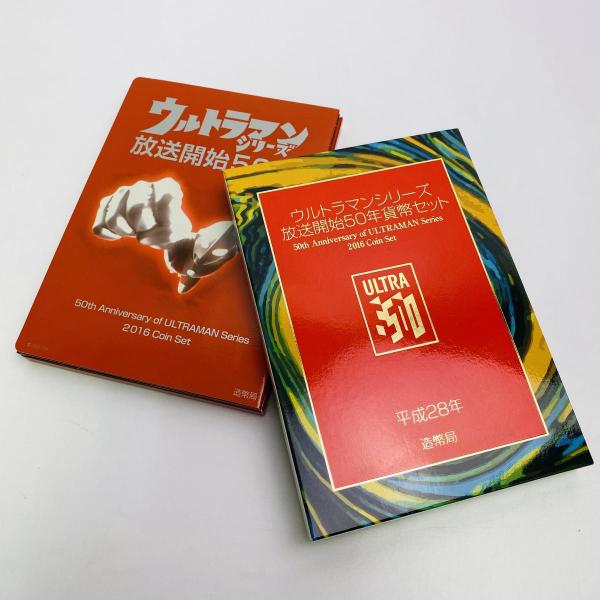 ウルトラマン
シリーズ
放送開始50
50th Anniversary of ULTRAMAN Series
2016 Coin Set
造幣局
ウルトラマンシリーズ
放送開始50年貨幣セット
50th Anniversary of ULTRAMAN Series
2016 Coin Set
ULTRA
50
平成28年
造幣局